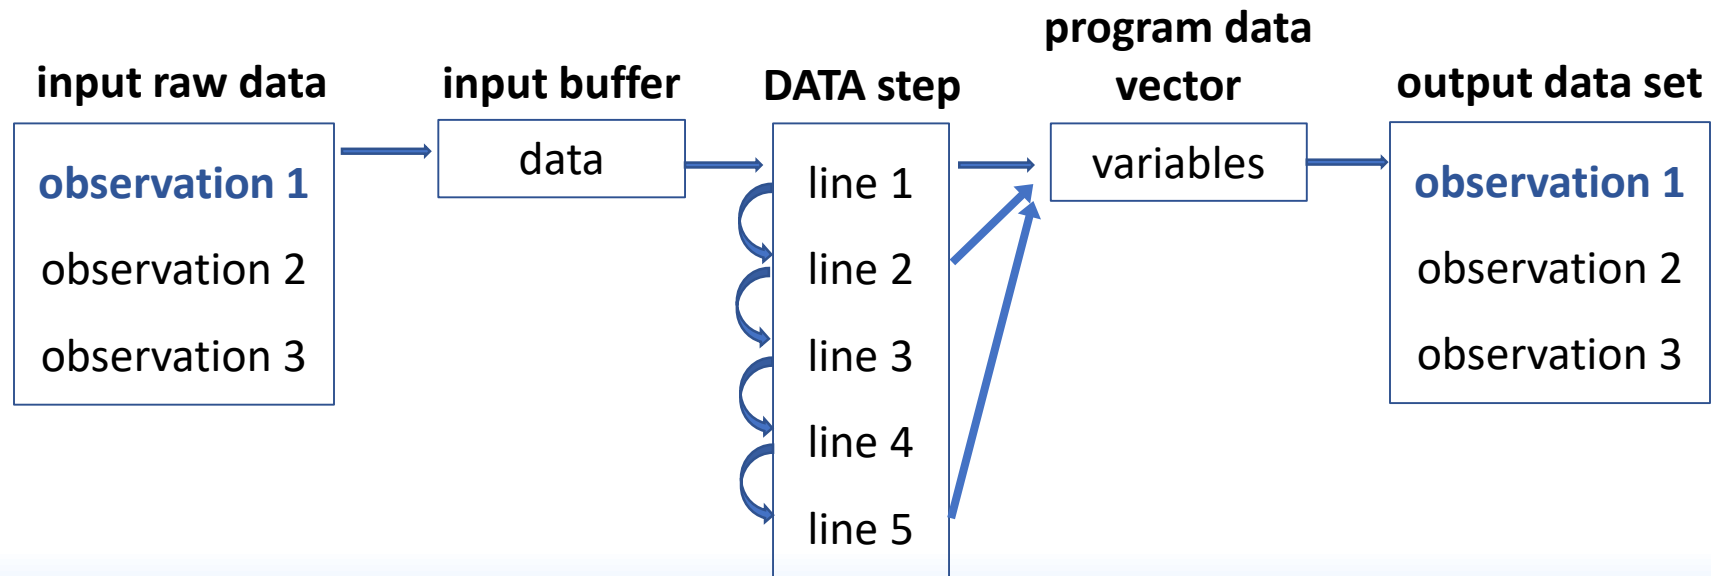 input raw data
observation 1
observation 2
observation 3
input buffer
data
DATA step
line 1
line 2
line 3
line 4
line 5
program data
vector
variables
output data set
observation 1
observation 2
observation 3